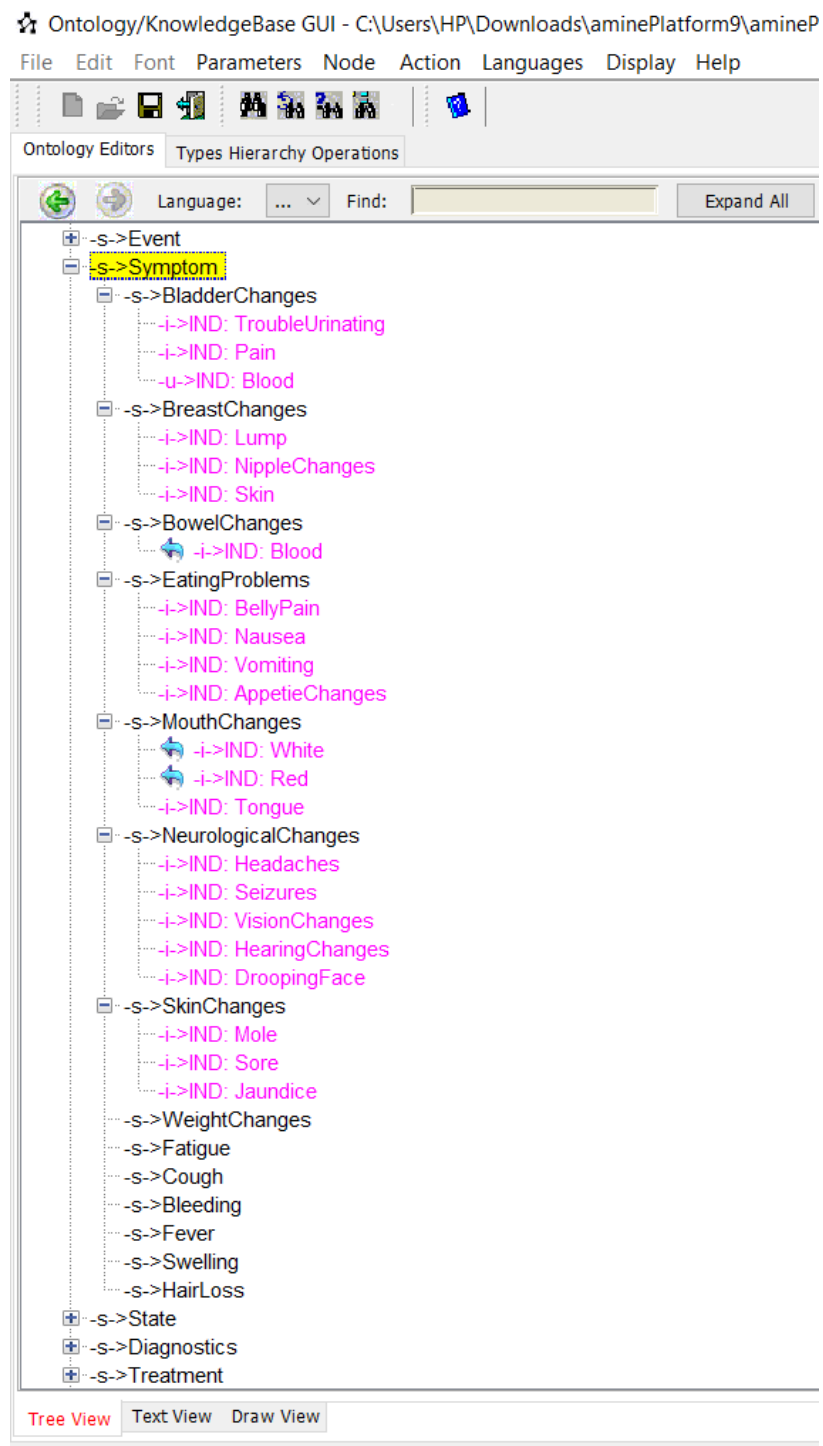 Ontology/KnowledgeBase GUI - C:\Users\HP\Downloads\aminePlatform9\amineP
File Edit Font Parameters Node Action Languages Display Help
Ontology Editors Types Hierarchy Operations
Language: ... Find: Expand All
-s->Event
-s->Symptom
-s->BladderChanges
-i->IND: TroubleUrinating
-i->IND: Pain
-u->IND: Blood
-s->BreastChanges
-i->IND: Lump
-i->IND: NippleChanges
-i->IND: Skin
-s->BowelChanges
-i->IND: Blood
-s->EatingProblems
-i->IND: BellyPain
-i->IND: Nausea
-i->IND: Vomiting
-i->IND: AppetieChanges
-s->MouthChanges
-i->IND: White
-i->IND: Red
-i->IND: Tongue
-s->NeurologicalChanges
-i->IND: Headaches
-i->IND: Seizures
-i->IND: VisionChanges
-i->IND: HearingChanges
-i->IND: DroopingFace
-s->SkinChanges
-i->IND: Mole
-i->IND: Sore
-i->IND: Jaundice
-s->WeightChanges
-s->Fatigue
-s->Cough
-s->Bleeding
-s->Fever
-s->Swelling
-s->HairLoss
-s->State
-s->Diagnostics
-s->Treatment
Tree View Text View Draw View